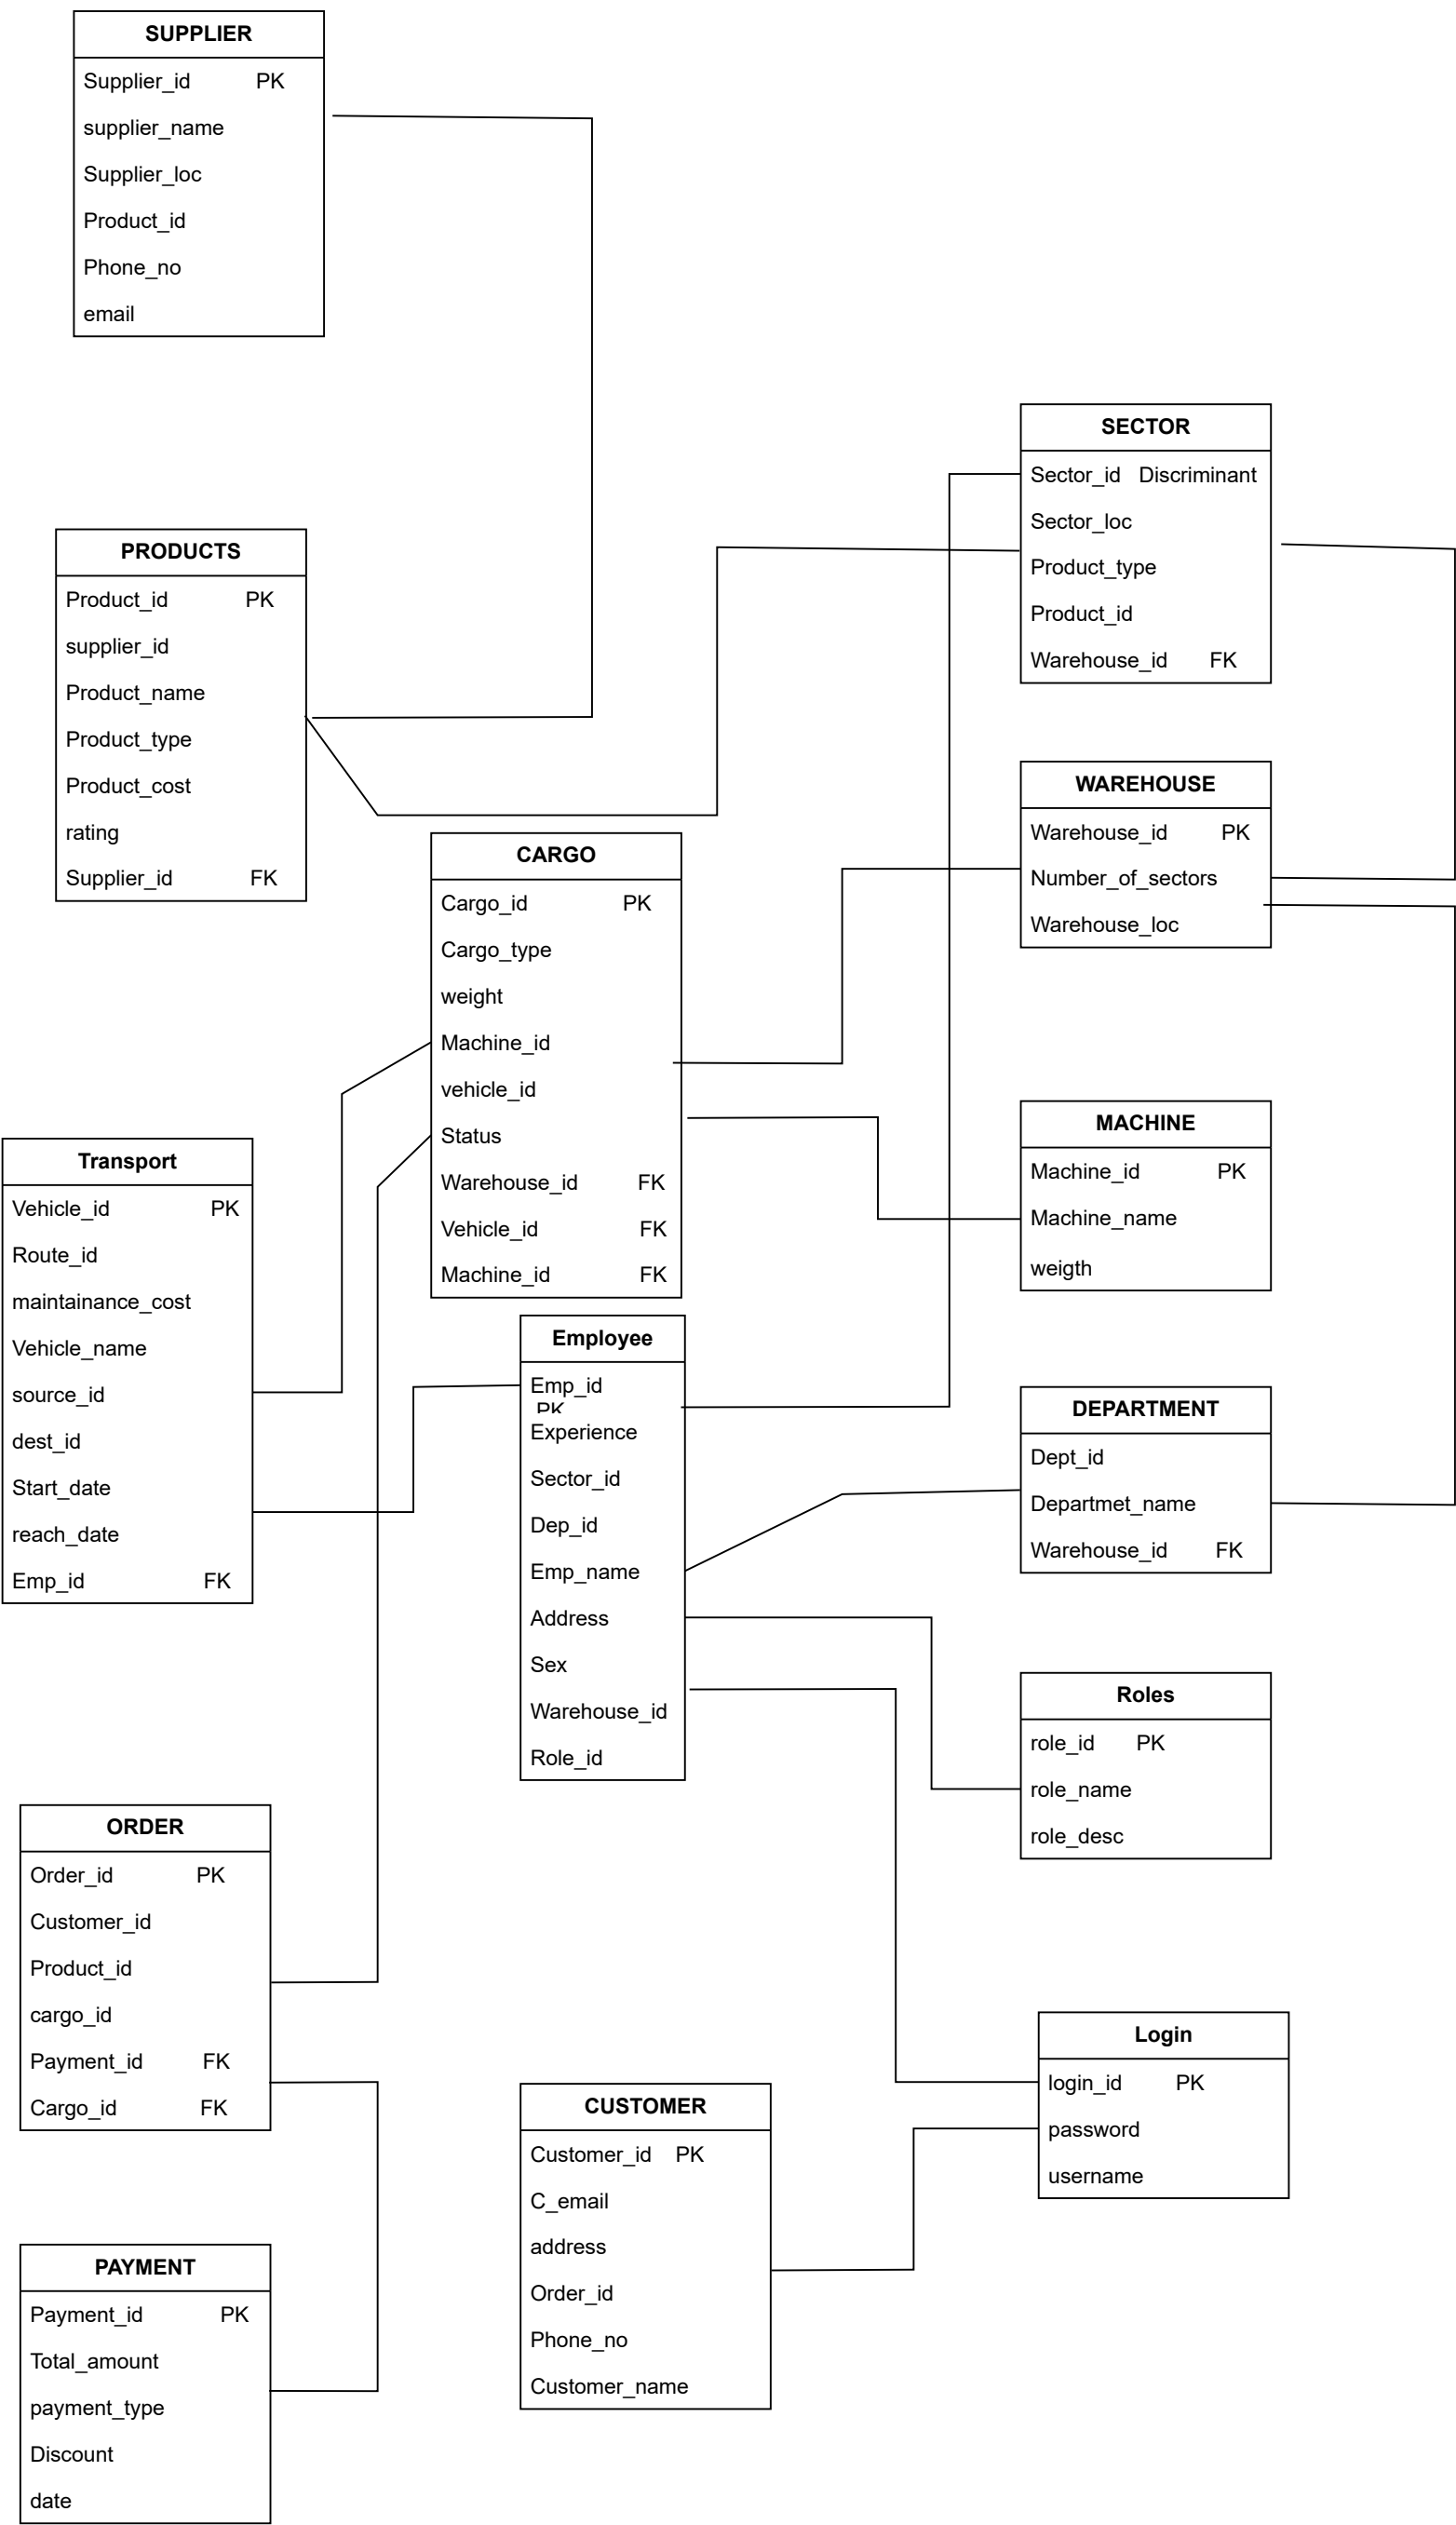 SUPPLIER
Supplier_id PK
supplier_name
Supplier_loc
Product_id
Phone_no
email
SECTOR
Sector_id Discriminant
Sector_loc
Product_type
Product_id
Warehouse_id FK
PRODUCTS
Product_id PK
supplier_id
Product_name
Product_type
Product_cost
rating
Supplier_id FK
WAREHOUSE
Warehouse_id PK
Number_of_sectors
Warehouse_loc
CARGO
Cargo_id PK
Cargo_type
weight
Machine_id
vehicle_id
Status
Warehouse_id FK
Vehicle_id FK
Machine_id FK
MACHINE
Machine_id PK
Machine_name
weigth
Transport
Vehicle_id PK
Route_id
maintainance_cost
Vehicle_name
source_id
dest_id
Start_date
reach_date
Emp_id FK
Employee
Emp_id
PK
Experience
Sector_id
Dep_id
Emp_name
Address
Sex
Warehouse_id
Role_id
DEPARTMENT
Dept_id
Departmet_name
Warehouse_id FK
Roles
role_id PK
role_name
role_desc
ORDER
Order_id PK
Customer_id
Product_id
cargo_id
Payment_id FK
Cargo_id FK
Login
login_id PK
password
username
CUSTOMER
Customer_id PK
C_email
address
Order_id
Phone_no
Customer_name
PAYMENT
Payment_id PK
Total_amount
payment_type
Discount
date